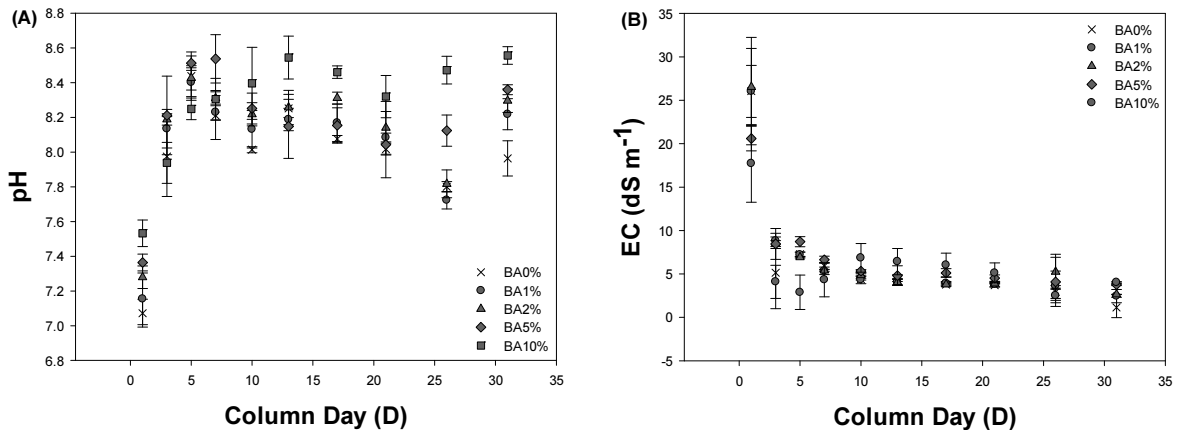 (A)
8.8
8.6
8.4
8.2
8.0
7.8
7.6
7.4
7.2
7.0
6.8
pH
BA0%
BA1%
BA2%
BA5%
BA10%
0 5 10 15 20 25 30 35
Column Day (D)
(B)
35
30
25
20
15
10
5
0
-5
EC (dS m⁻¹)
BA0%
BA1%
BA2%
BA5%
BA10%
0 5 10 15 20 25 30 35
Column Day (D)